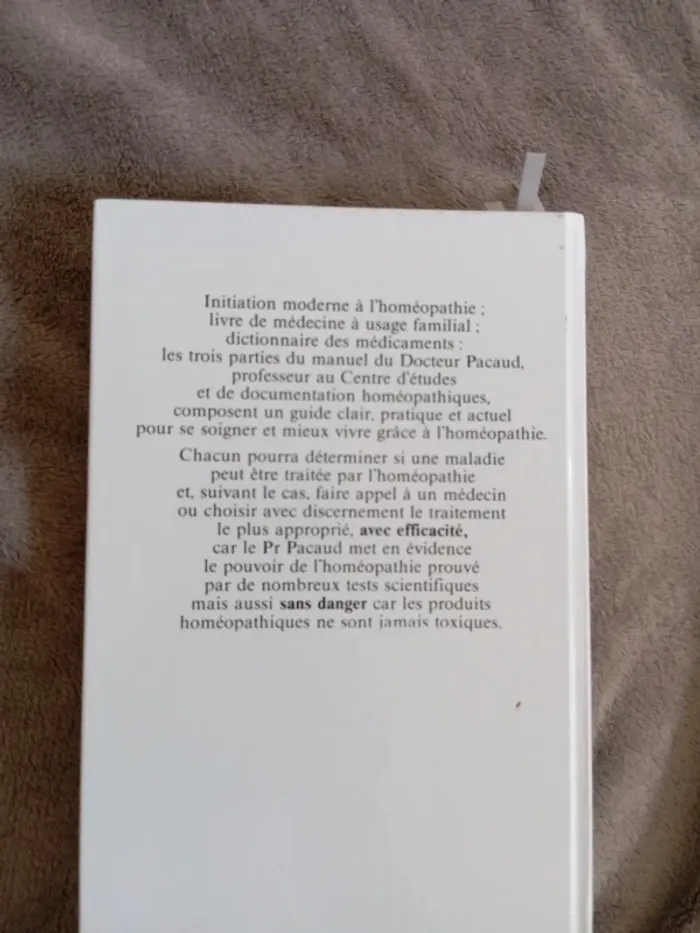 Initiation moderne à l'homéopathie ;
livre de médecine à usage familial ;
dictionnaire des médicaments :
les trois parties du manuel du Docteur Pacaud,
professeur au Centre d'études
et de documentation homéopathiques,
composent un guide clair, pratique et actuel
pour se soigner et mieux vivre grâce à l'homéopathie.
Chacun pourra déterminer si une maladie
peut être traitée par l'homéopathie
et, suivant le cas, faire appel à un médecin
ou choisir avec discernement le traitement
le plus approprié, avec efficacité,
car le Pr Pacaud met en évidence
le pouvoir de l'homéopathie prouvé
par de nombreux tests scientifiques
mais aussi sans danger car les produits
homéopathiques ne sont jamais toxiques.